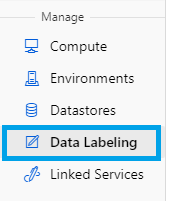 Manage
Compute
Environments
Datastores
Data Labeling
Linked Services